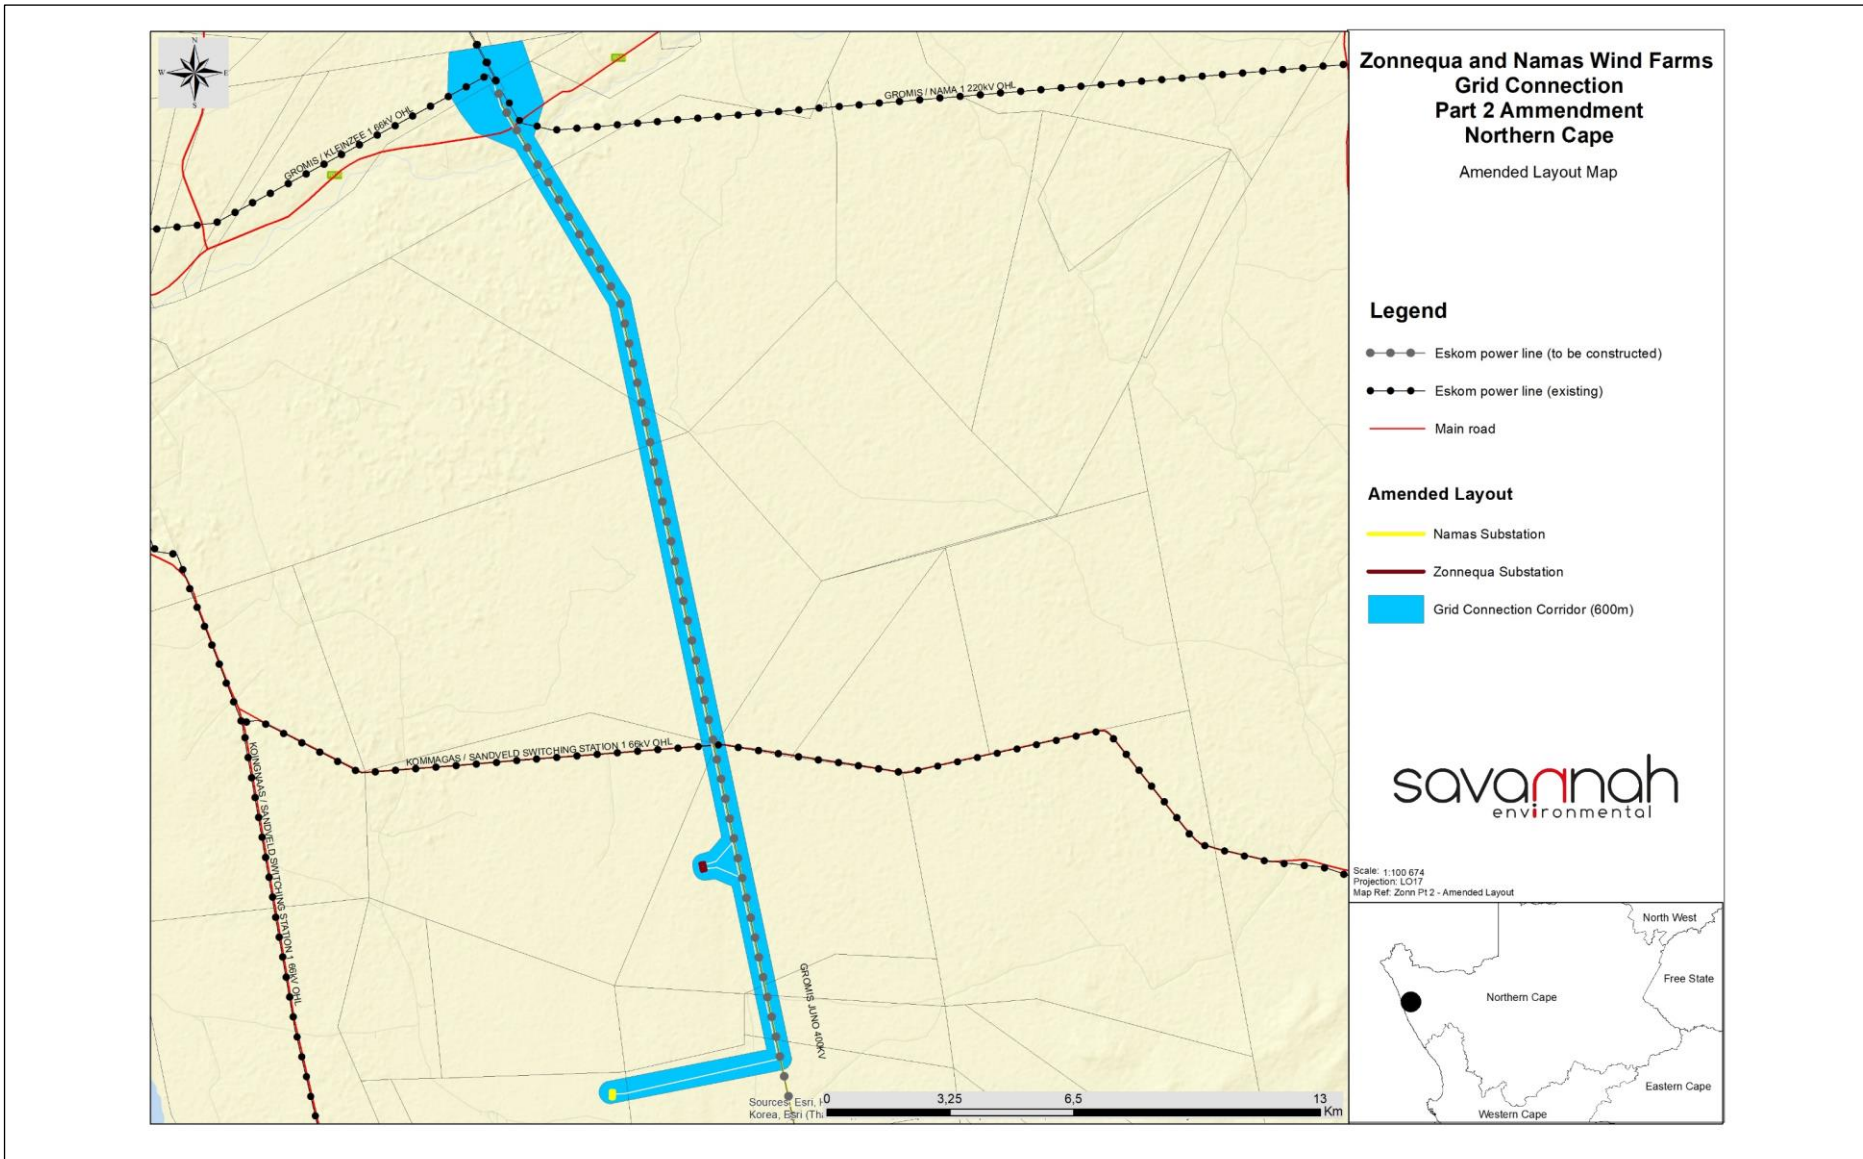 Zonnequa and Namas Wind Farms
Grid Connection
Part 2 Ammendment
Northern Cape
Amended Layout Map
Legend
Eskom power line (to be constructed)
Eskom power line (existing)
Main road
Amended Layout
Namas Substation
Zonnequa Substation
Grid Connection Corridor (600m)
savannah
environmental
Scale: 1:100 674
Projection: LO17
Map Ref: Zonn Pt 2 - Amended Layout
North West
Free State
Northern Cape
Eastern Cape
Western Cape
N
W E
S
GROMIS / NAMA 1 220kV OHL
GROMIS / KLEINZEE 1 66kV OHL
KOMMAGAS / SANDVELD SWITCHING STATION 1 66kV OHL
KOINGNAAS / SANDVELD SWITCHING STATION 1 66kV OHL
GROMIS JUNO 400KV
Sources: Esri,
Korea, Esri (Tha
0 3,25 6,5 13
Km